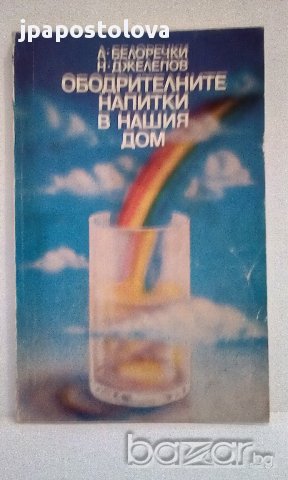 jpapostolova
А·БЕЛОРЕЧКИ
Н·ДЖЕЛЕПОВ
ОБОДРИТЕЛНИТЕ
НАПИТКИ
В НАШИЯ
ДОМ
bazar.bg